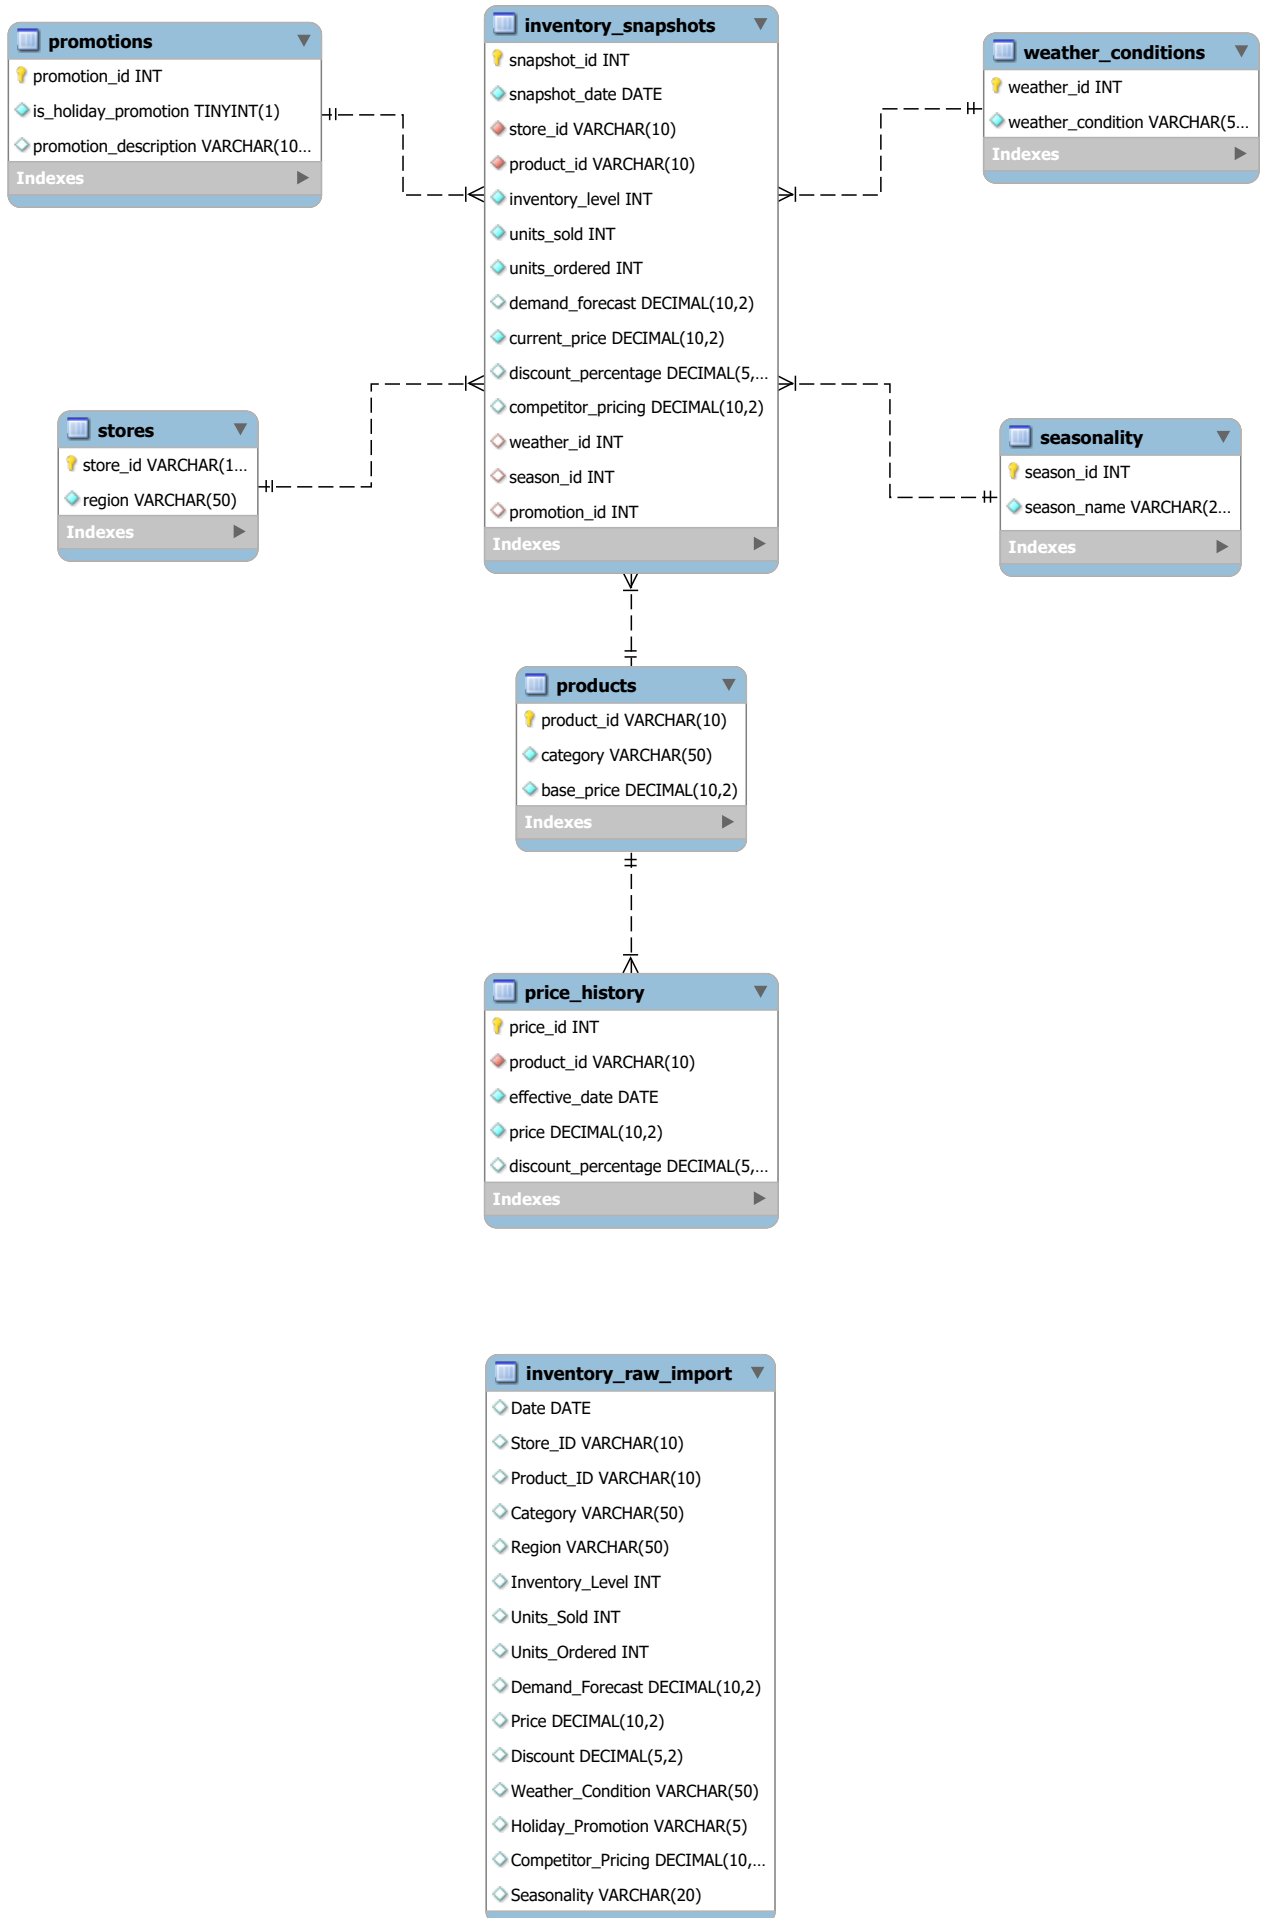 promotions
promotion_id INT
is_holiday_promotion TINYINT(1)
promotion_description VARCHAR(10...
Indexes
inventory_snapshots
snapshot_id INT
snapshot_date DATE
store_id VARCHAR(10)
product_id VARCHAR(10)
inventory_level INT
units_sold INT
units_ordered INT
demand_forecast DECIMAL(10,2)
current_price DECIMAL(10,2)
discount_percentage DECIMAL(5,...
competitor_pricing DECIMAL(10,2)
weather_id INT
season_id INT
promotion_id INT
Indexes
weather_conditions
weather_id INT
weather_condition VARCHAR(5...
Indexes
stores
store_id VARCHAR(1...
region VARCHAR(50)
Indexes
seasonality
season_id INT
season_name VARCHAR(2...
Indexes
products
product_id VARCHAR(10)
category VARCHAR(50)
base_price DECIMAL(10,2)
Indexes
price_history
price_id INT
product_id VARCHAR(10)
effective_date DATE
price DECIMAL(10,2)
discount_percentage DECIMAL(5,...
Indexes
inventory_raw_import
Date DATE
Store_ID VARCHAR(10)
Product_ID VARCHAR(10)
Category VARCHAR(50)
Region VARCHAR(50)
Inventory_Level INT
Units_Sold INT
Units_Ordered INT
Demand_Forecast DECIMAL(10,2)
Price DECIMAL(10,2)
Discount DECIMAL(5,2)
Weather_Condition VARCHAR(50)
Holiday_Promotion VARCHAR(5)
Competitor_Pricing DECIMAL(10,...
Seasonality VARCHAR(20)